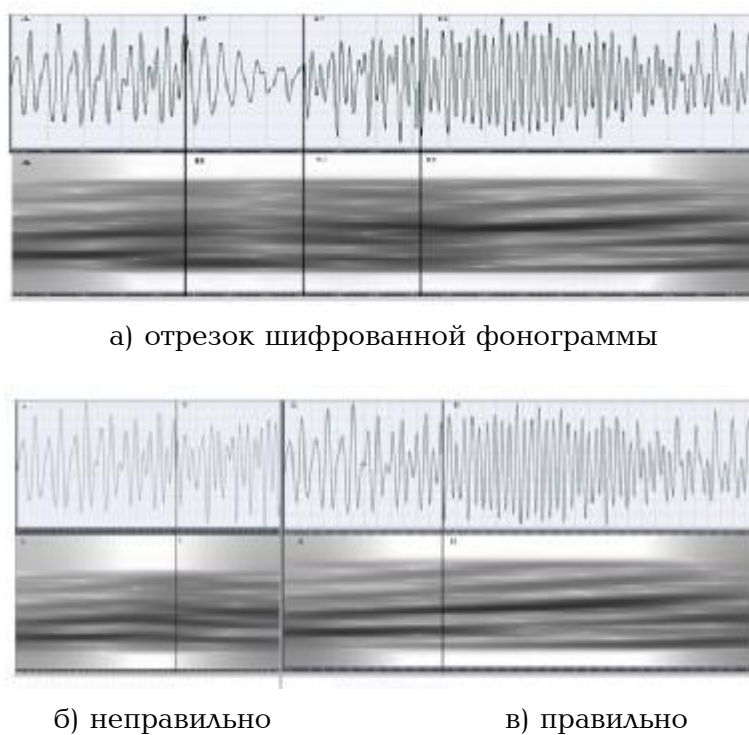 а) отрезок шифрованной фонограммы
б) неправильно
в) правильно